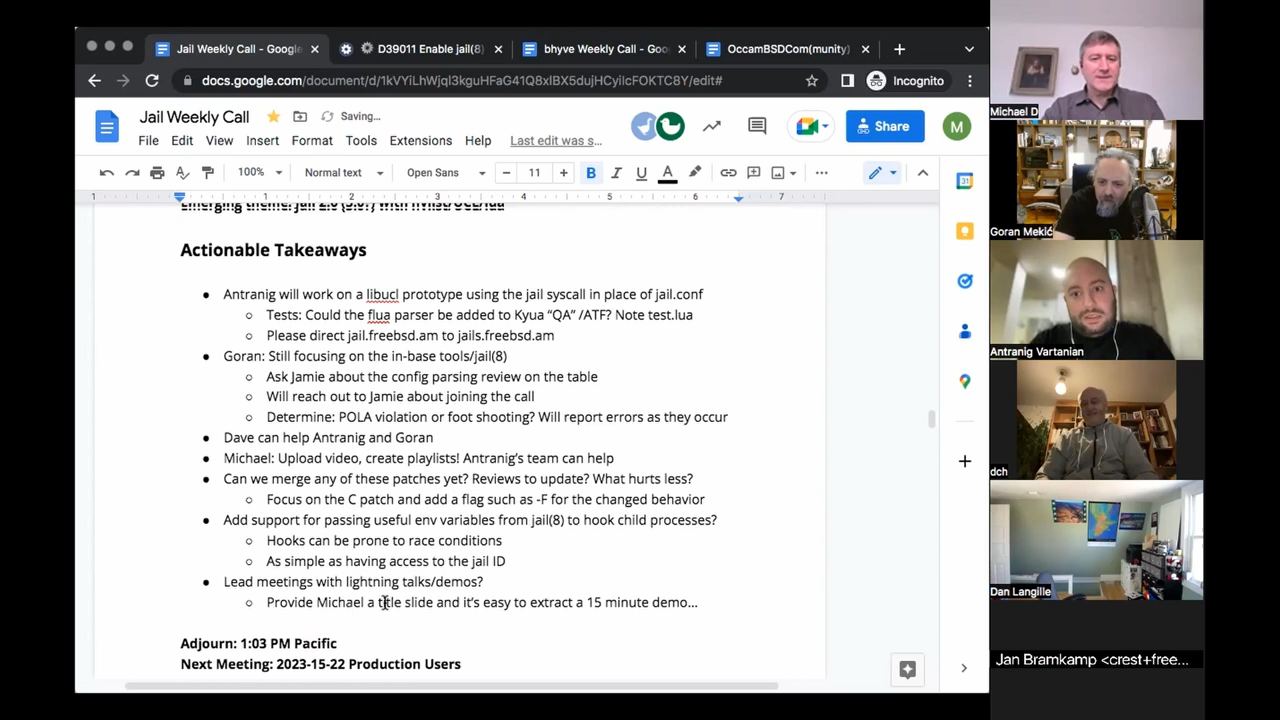 Jail Weekly Call - Google
D39011 Enable jail(8)
bhyve Weekly Call - Goo
OccamBSDCom(munity)
docs.google.com/document/d/
/edit#
Incognito
Jail Weekly Call
Saving...
File Edit View Insert Format Tools Extensions Help Last edit was s...
Share
M
100% Normal text Open Sans 11 B I U A
1 1 2 3 4 5 6 7
Actionable Takeaways
Antranig will work on a libucl prototype using the jail syscall in place of jail.conf
Tests: Could the flua parser be added to Kyua “QA” /ATF? Note test.lua
Please direct jail.freebsd.am to jails.freebsd.am
Goran: Still focusing on the in-base tools/jail(8)
Ask Jamie about the config parsing review on the table
Will reach out to Jamie about joining the call
Determine: POLA violation or foot shooting? Will report errors as they occur
Dave can help Antranig and Goran
Michael: Upload video, create playlists! Antranig’s team can help
Can we merge any of these patches yet? Reviews to update? What hurts less?
Focus on the C patch and add a flag such as -F for the changed behavior
Add support for passing useful env variables from jail(8) to hook child processes?
Hooks can be prone to race conditions
As simple as having access to the jail ID
Lead meetings with lightning talks/demos?
Provide Michael a title slide and it’s easy to extract a 15 minute demo...
Adjourn: 1:03 PM Pacific
Next Meeting: 2023-15-22 Production Users
Michael D
Goran Mekić
Antranig Vartanian
dch
Dan Langille
Jan Bramkamp <crest+free...